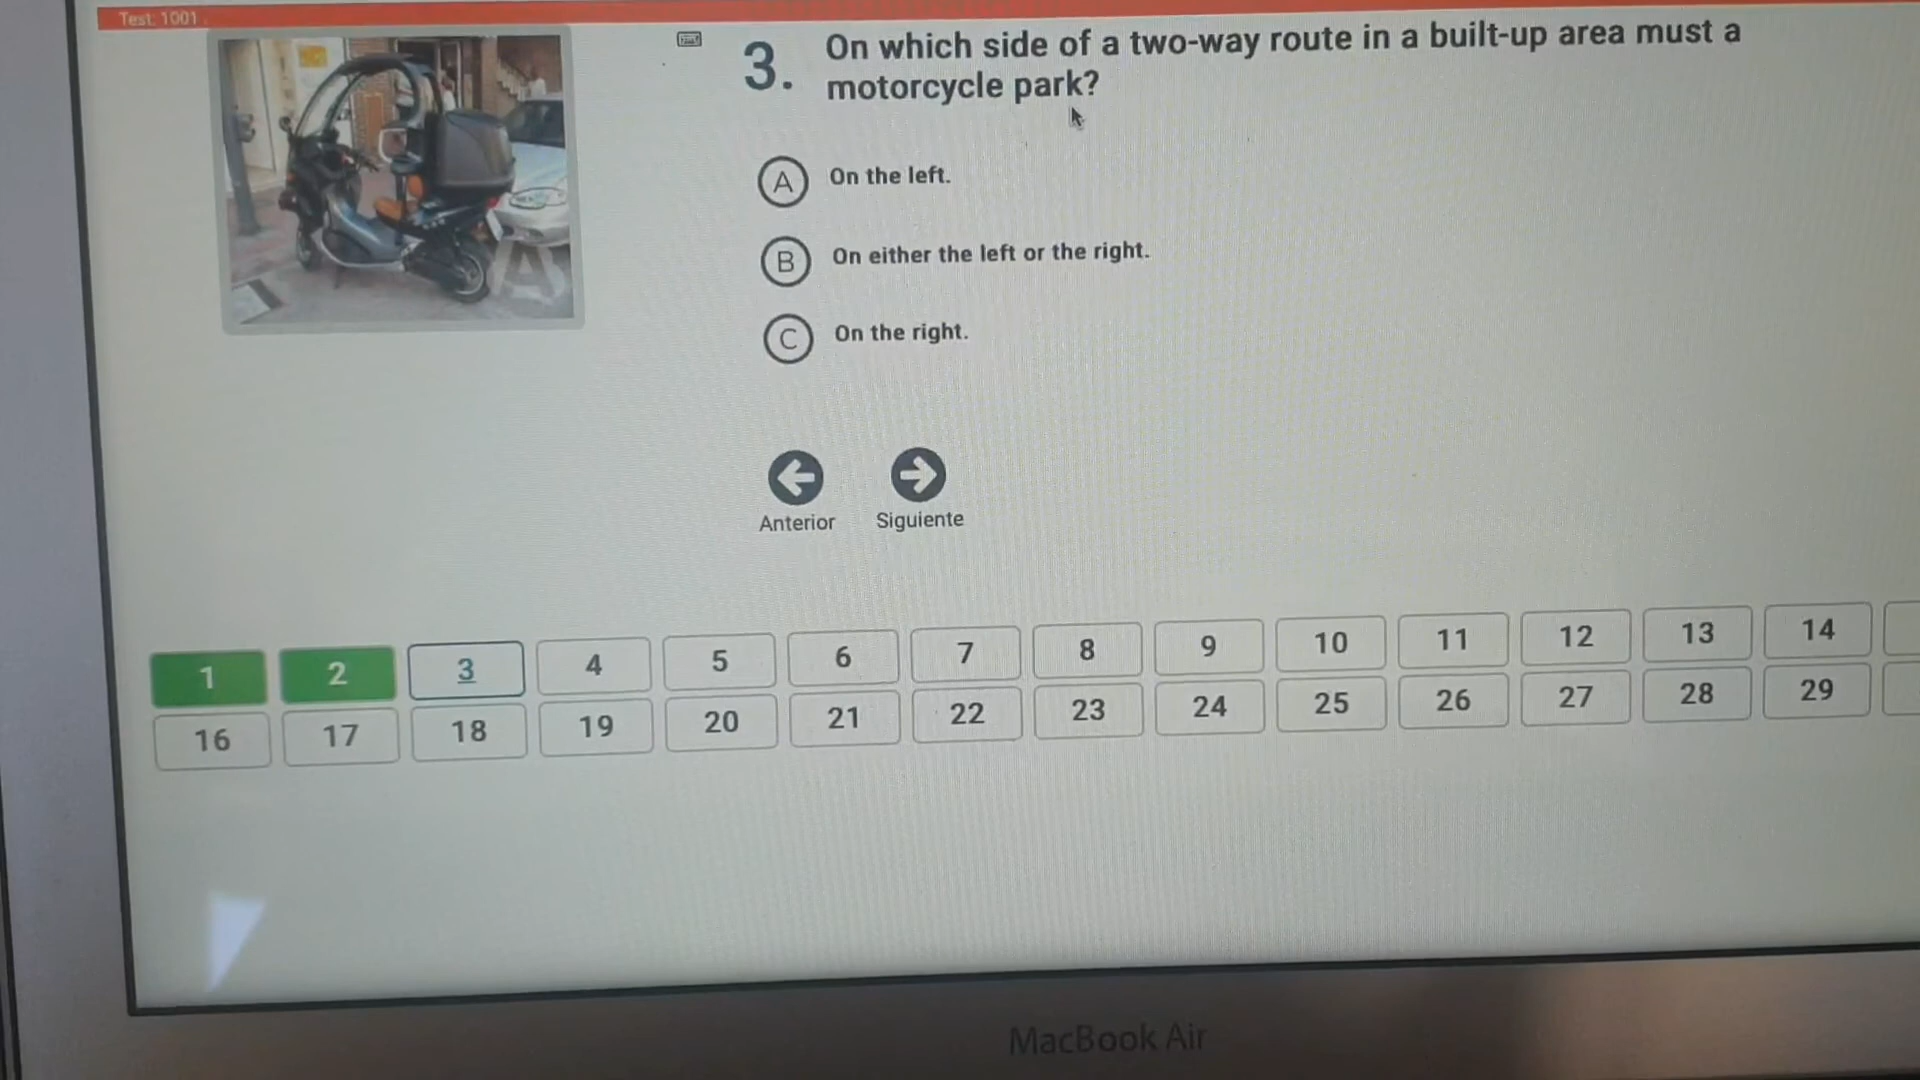 Test: 1001
3.
On which side of a two-way route in a built-up area must a
motorcycle park?
A On the left.
B On either the left or the right.
C On the right.
Anterior Siguiente
1 2 3 4 5 6 7 8 9 10 11 12 13 14
16 17 18 19 20 21 22 23 24 25 26 27 28 29
MacBook Air